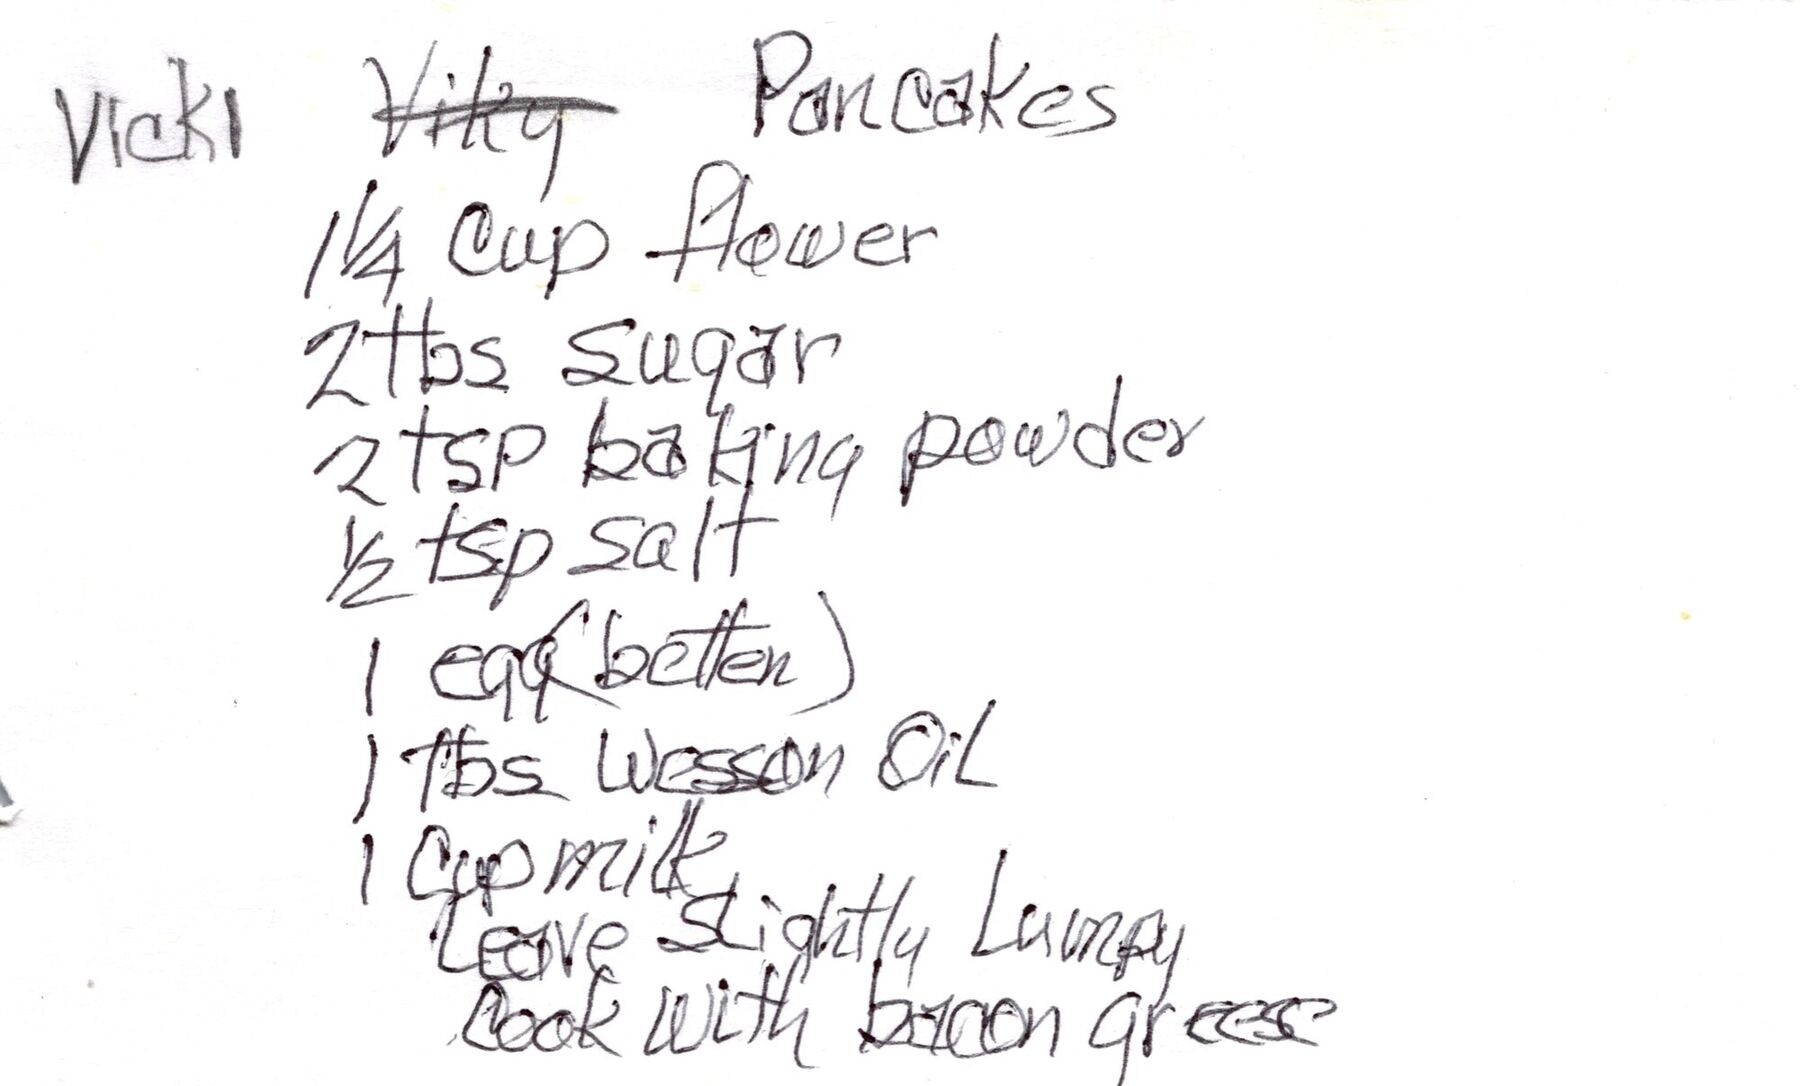 Vicki Viky Pancakes
1 1/4 Cup flower
2 tbs sugar
2 tsp baking powder
1/2 tsp salt
1 egg (betten)
1 tbs Wesson OiL
1 Cup milk
Leave Slightly Lumpy
Cook with bacon greese